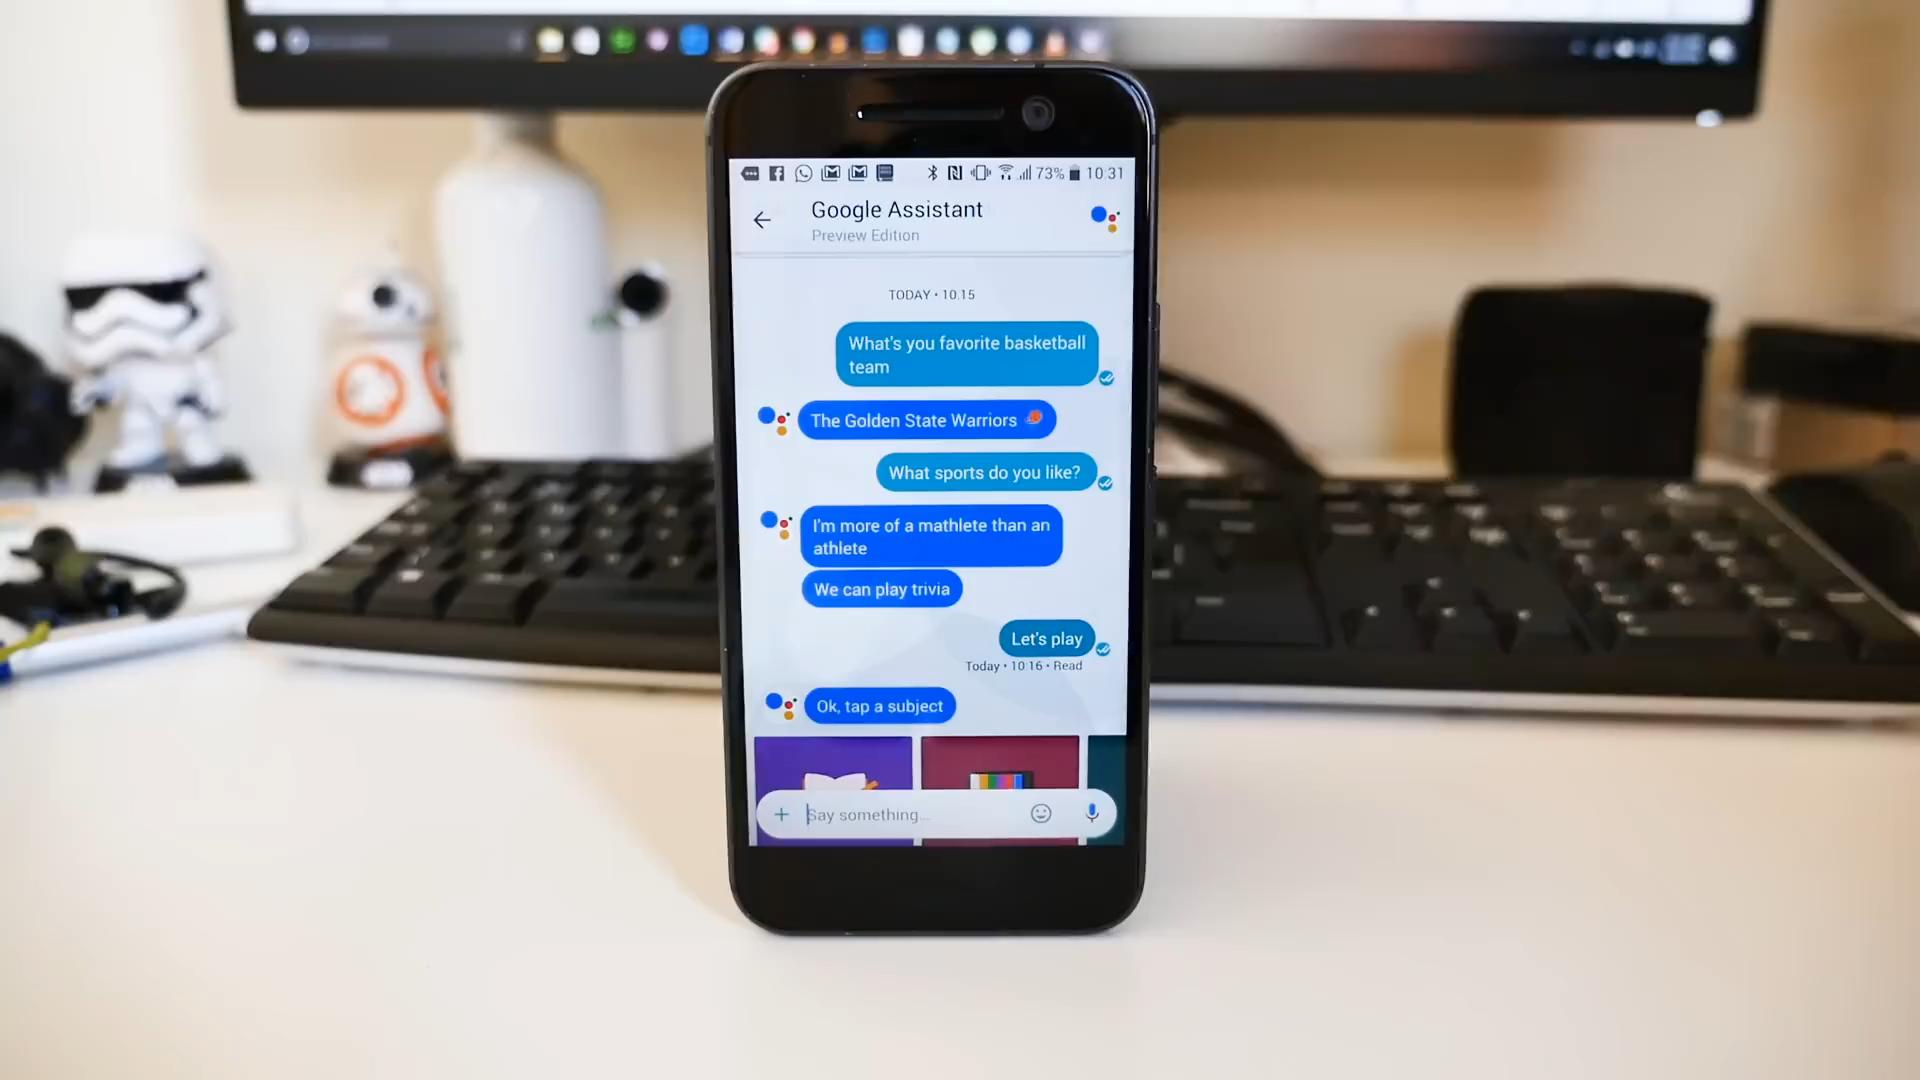 73% 10:31
Google Assistant
Preview Edition
TODAY • 10.15
What's you favorite basketball
team
The Golden State Warriors
What sports do you like?
I'm more of a mathlete than an
athlete
We can play trivia
Let's play
Today • 10:16 • Read
Ok, tap a subject
Say something...